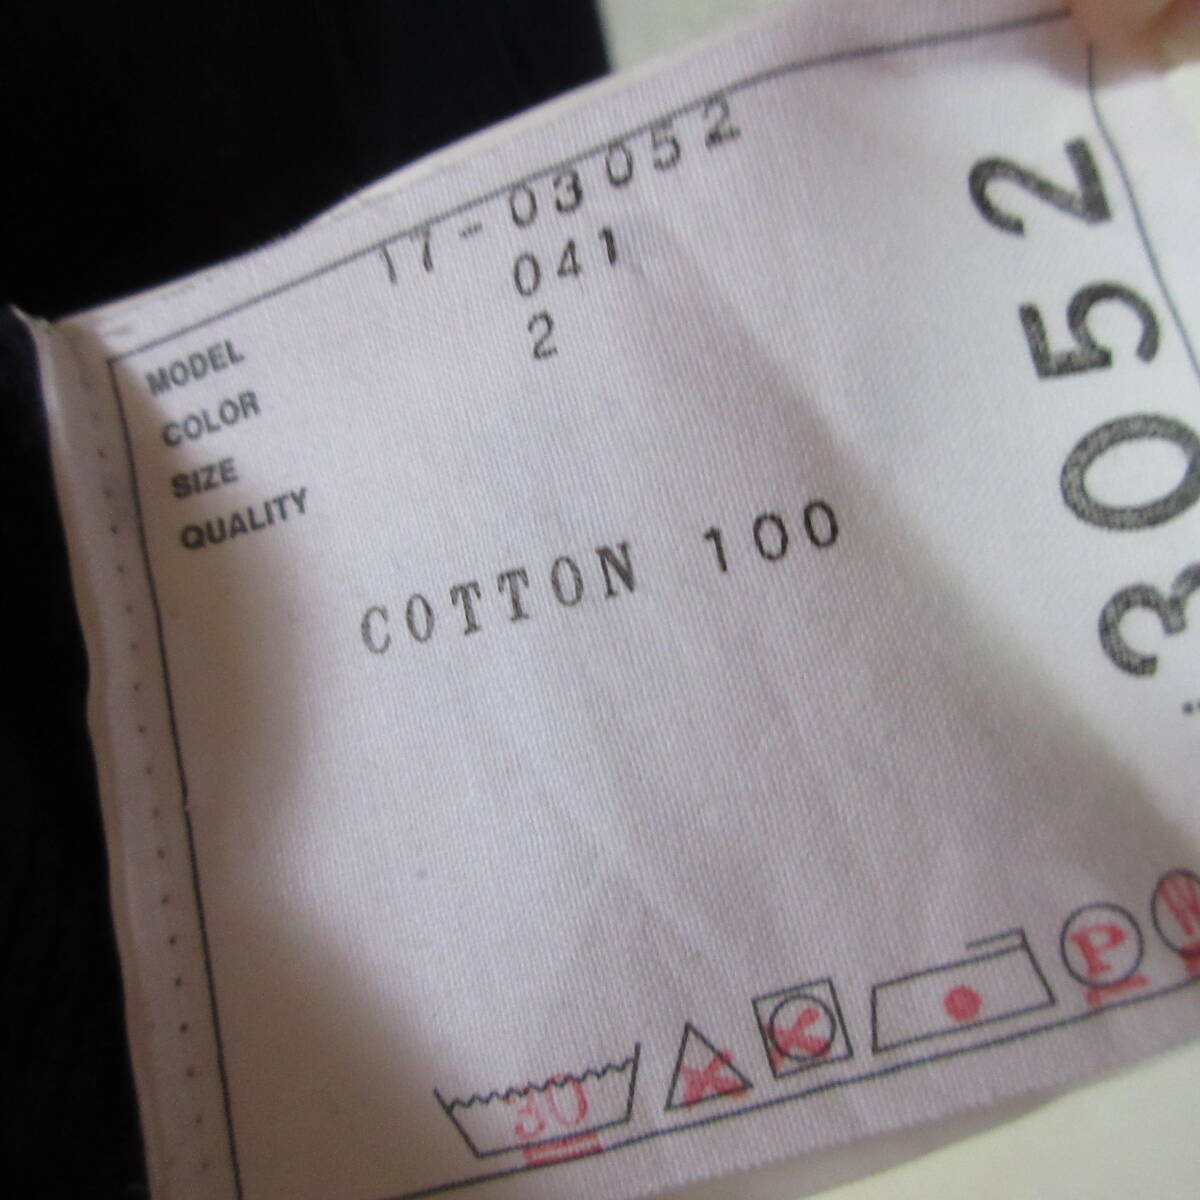 17-03052
041
2
MODEL
COLOR
SIZE
QUALITY
COTTON 100
3052
30
P
W